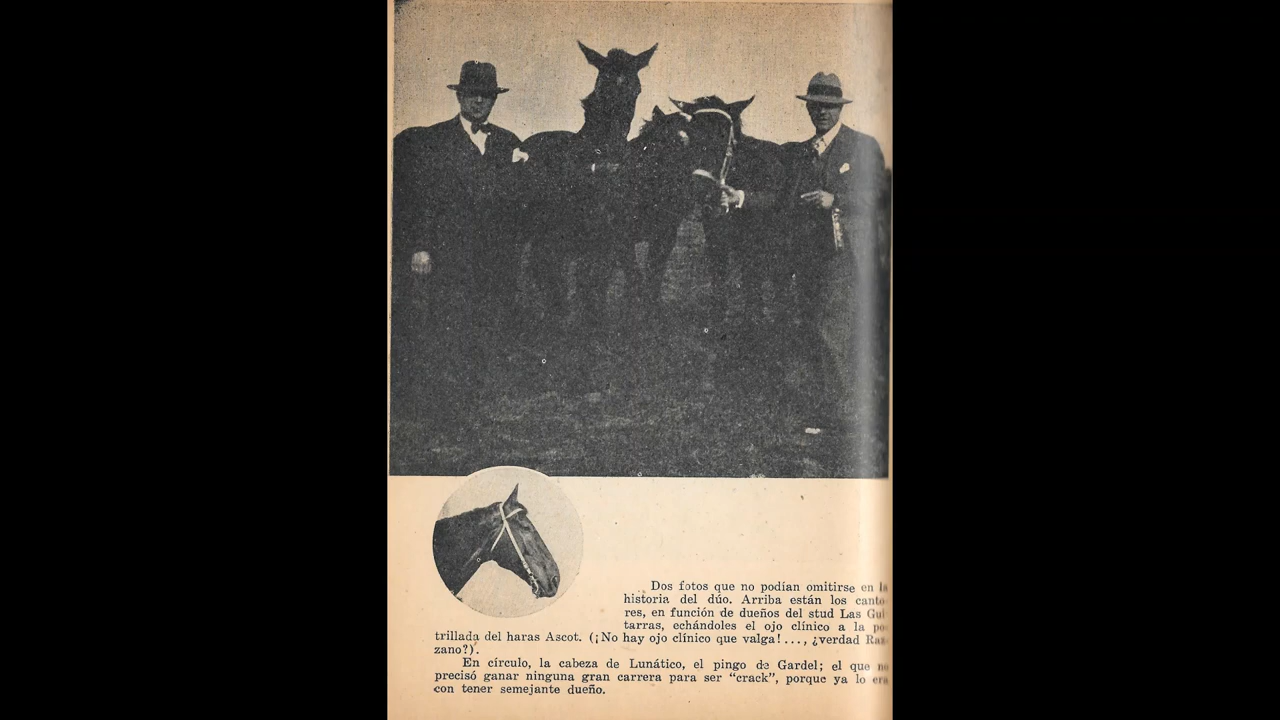 Dos fotos que no podían omitirse en la
historia del dúo. Arriba están los canto-
res, en función de dueños del stud Las Gui-
tarras, echándoles el ojo clínico a la po-
trillada del haras Ascot. (¡No hay ojo clínico que valga!..., ¿verdad Raz-
zano?).
En círculo, la cabeza de Lunático, el pingo de Gardel; el que no
precisó ganar ninguna gran carrera para ser “crack”, porque ya lo era
con tener semejante dueño.